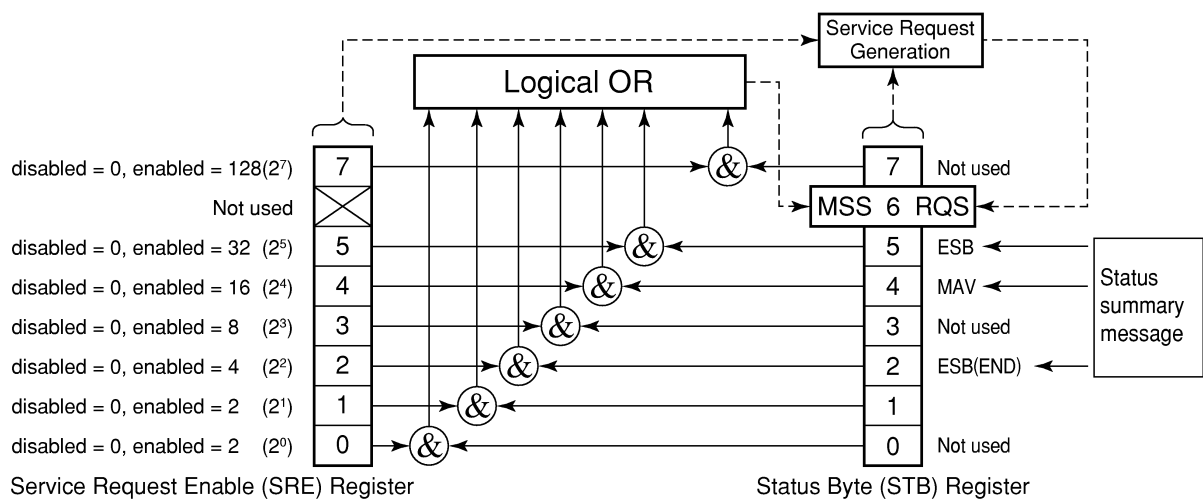 Service Request
Generation
Logical OR
disabled = 0, enabled = 128(2⁷)
7
&
7
Not used
Not used
MSS 6 RQS
disabled = 0, enabled = 32 (2⁵)
5
&
5
ESB
disabled = 0, enabled = 16 (2⁴)
4
&
4
MAV
Status
summary
message
disabled = 0, enabled = 8 (2³)
3
&
3
Not used
disabled = 0, enabled = 4 (2²)
2
&
2
ESB(END)
disabled = 0, enabled = 2 (2¹)
1
&
1
disabled = 0, enabled = 2 (2⁰)
0
&
0
Not used
Service Request Enable (SRE) Register
Status Byte (STB) Register